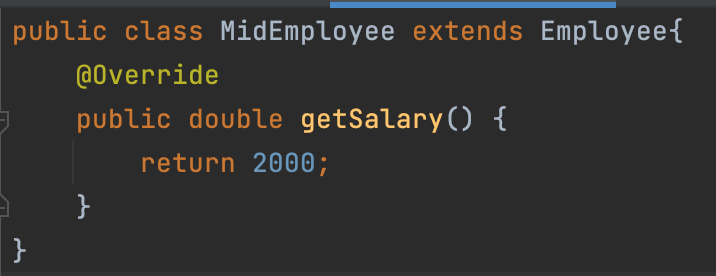 public class MidEmployee extends Employee{
    @Override
    public double getSalary() {
        return 2000;
    }
}